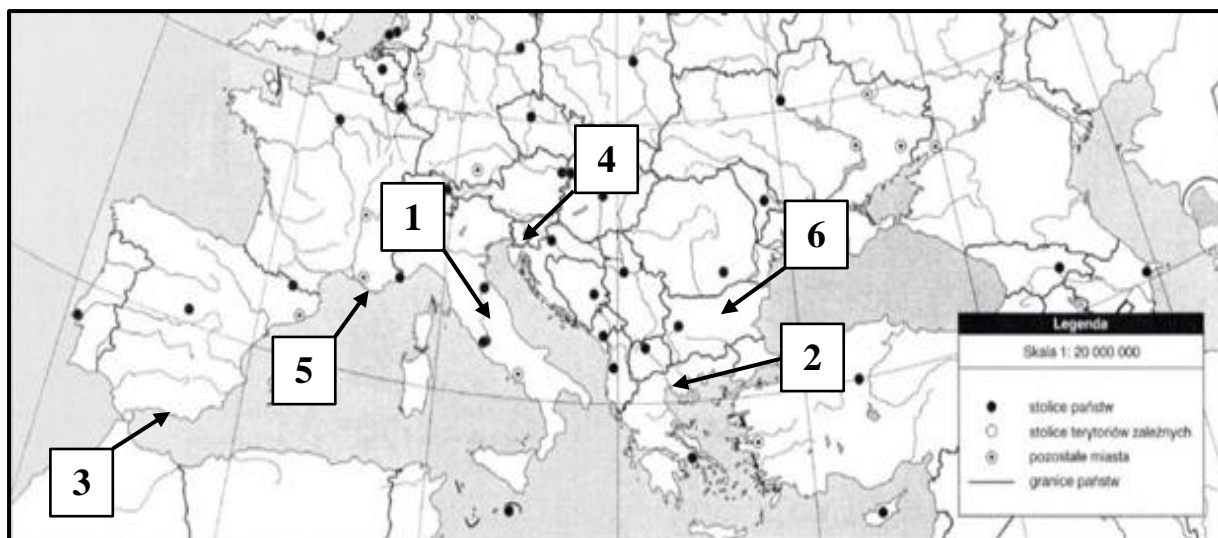 4
1
6
5
2
3
Legenda
Skala 1: 20 000 000
stolice państw
stolice terytoriów zależnych
pozostałe miasta
granice państw